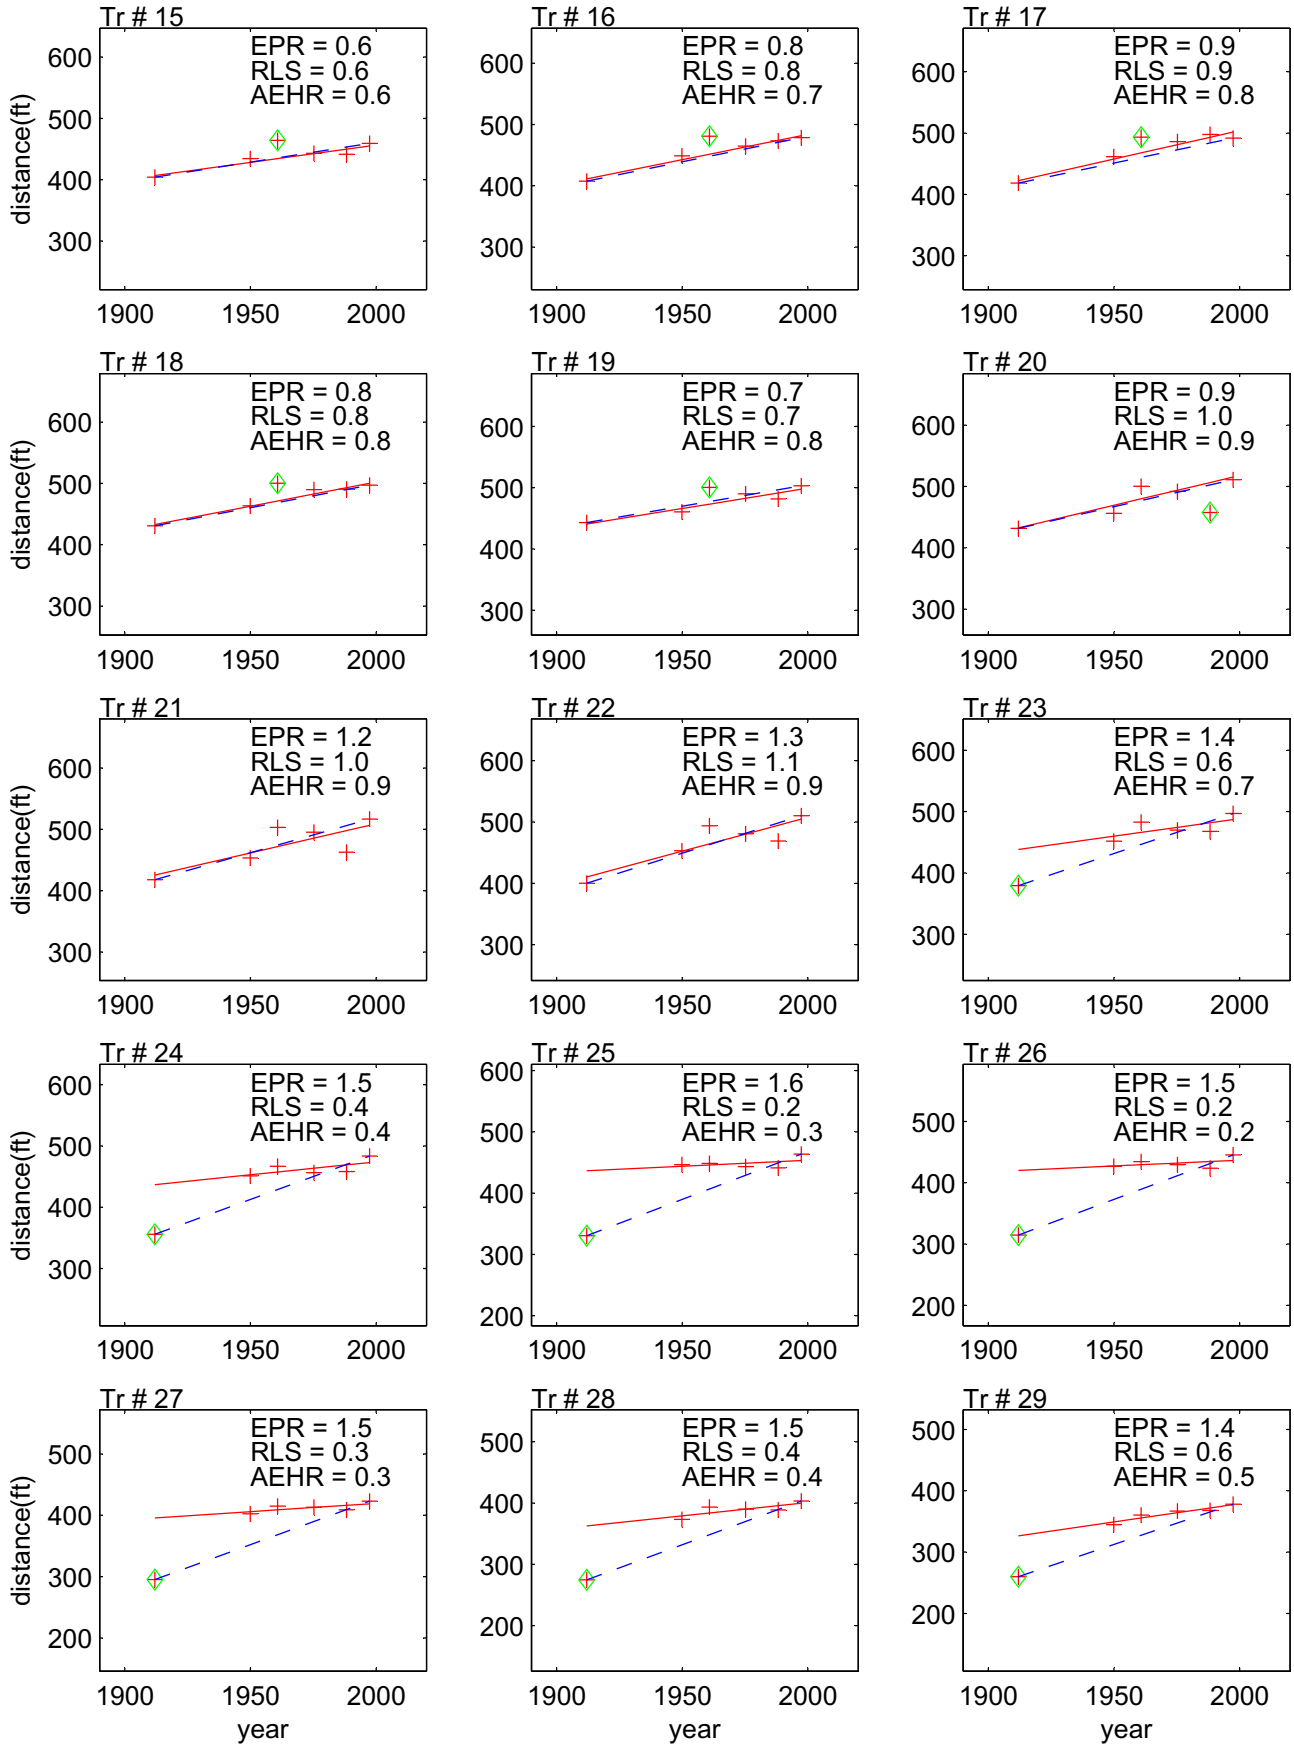 Tr # 15
EPR = 0.6
RLS = 0.6
AEHR = 0.6
600
500
400
300
distance(ft)
1900 1950 2000
Tr # 16
EPR = 0.8
RLS = 0.8
AEHR = 0.7
600
500
400
300
1900 1950 2000
Tr # 17
EPR = 0.9
RLS = 0.9
AEHR = 0.8
600
500
400
300
1900 1950 2000
Tr # 18
EPR = 0.8
RLS = 0.8
AEHR = 0.8
600
500
400
300
distance(ft)
1900 1950 2000
Tr # 19
EPR = 0.7
RLS = 0.7
AEHR = 0.8
600
500
400
300
1900 1950 2000
Tr # 20
EPR = 0.9
RLS = 1.0
AEHR = 0.9
600
500
400
300
1900 1950 2000
Tr # 21
EPR = 1.2
RLS = 1.0
AEHR = 0.9
600
500
400
300
distance(ft)
1900 1950 2000
Tr # 22
EPR = 1.3
RLS = 1.1
AEHR = 0.9
600
500
400
300
1900 1950 2000
Tr # 23
EPR = 1.4
RLS = 0.6
AEHR = 0.7
600
500
400
300
1900 1950 2000
Tr # 24
EPR = 1.5
RLS = 0.4
AEHR = 0.4
600
500
400
300
distance(ft)
1900 1950 2000
Tr # 25
EPR = 1.6
RLS = 0.2
AEHR = 0.3
600
500
400
300
200
1900 1950 2000
Tr # 26
EPR = 1.5
RLS = 0.2
AEHR = 0.2
500
400
300
200
1900 1950 2000
Tr # 27
EPR = 1.5
RLS = 0.3
AEHR = 0.3
500
400
300
200
distance(ft)
1900 1950 2000
year
Tr # 28
EPR = 1.5
RLS = 0.4
AEHR = 0.4
500
400
300
200
1900 1950 2000
year
Tr # 29
EPR = 1.4
RLS = 0.6
AEHR = 0.5
500
400
300
200
1900 1950 2000
year